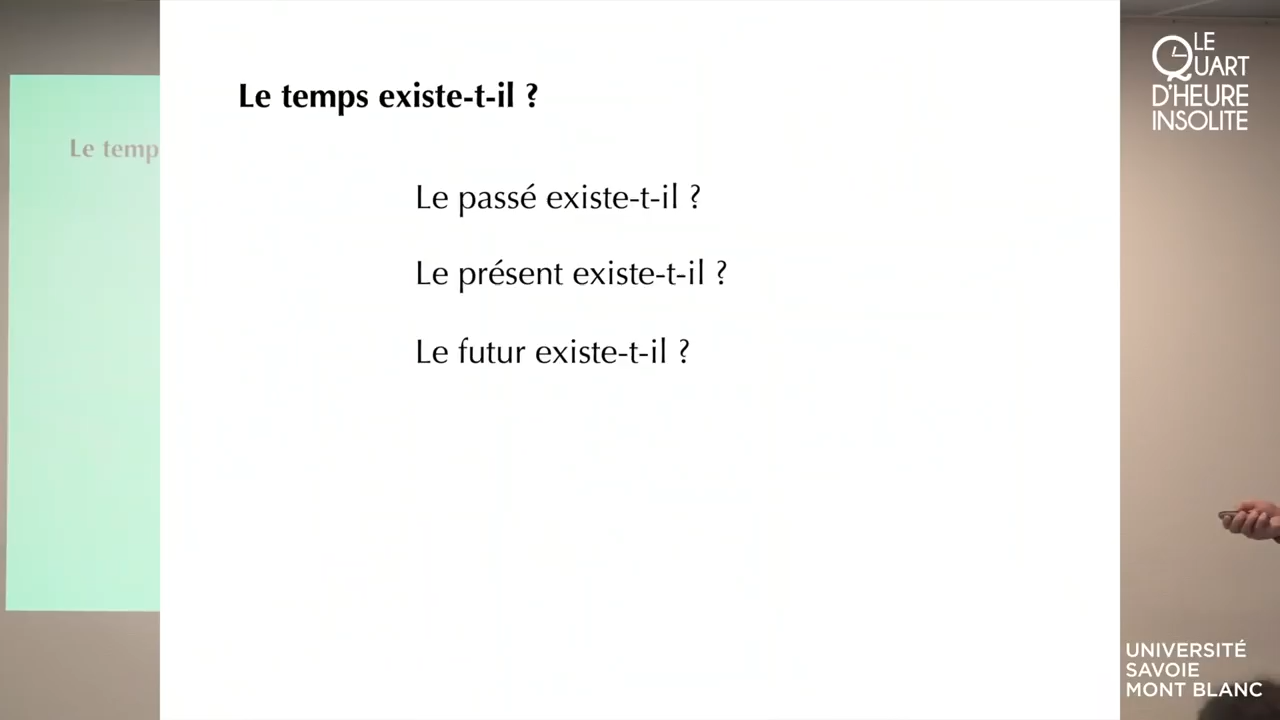 Le temps existe-t-il ?
Le passé existe-t-il ?
Le présent existe-t-il ?
Le futur existe-t-il ?
Le temp
LE
QUART
D'HEURE
INSOLITE
UNIVERSITÉ
SAVOIE
MONT BLANC